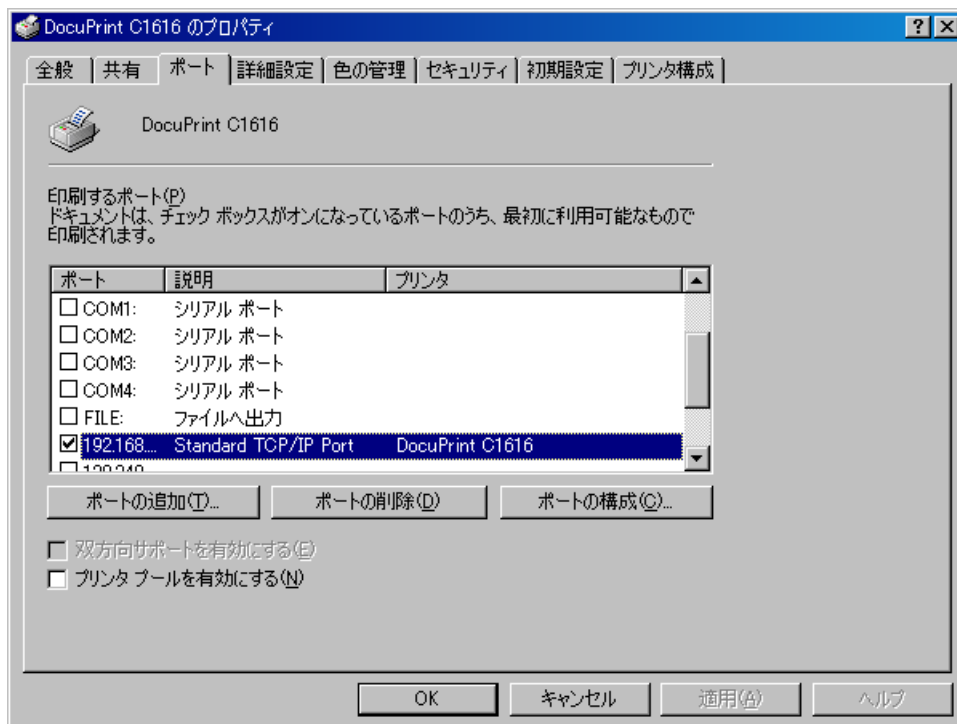 DocuPrint C1616 のプロパティ
全般 共有 ポート 詳細設定 色の管理 セキュリティ 初期設定 プリンタ構成
DocuPrint C1616
印刷するポート(P)
ドキュメントは、チェック ボックスがオンになっているポートのうち、最初に利用可能なもので
印刷されます。
ポート 説明 プリンタ
COM1: シリアル ポート
COM2: シリアル ポート
COM3: シリアル ポート
COM4: シリアル ポート
FILE: ファイルへ出力
192.168.... Standard TCP/IP Port DocuPrint C1616
ポートの追加(T)... ポートの削除(D) ポートの構成(C)...
双方向サポートを有効にする(E)
プリンタ プールを有効にする(N)
OK キャンセル 適用(A) ヘルプ